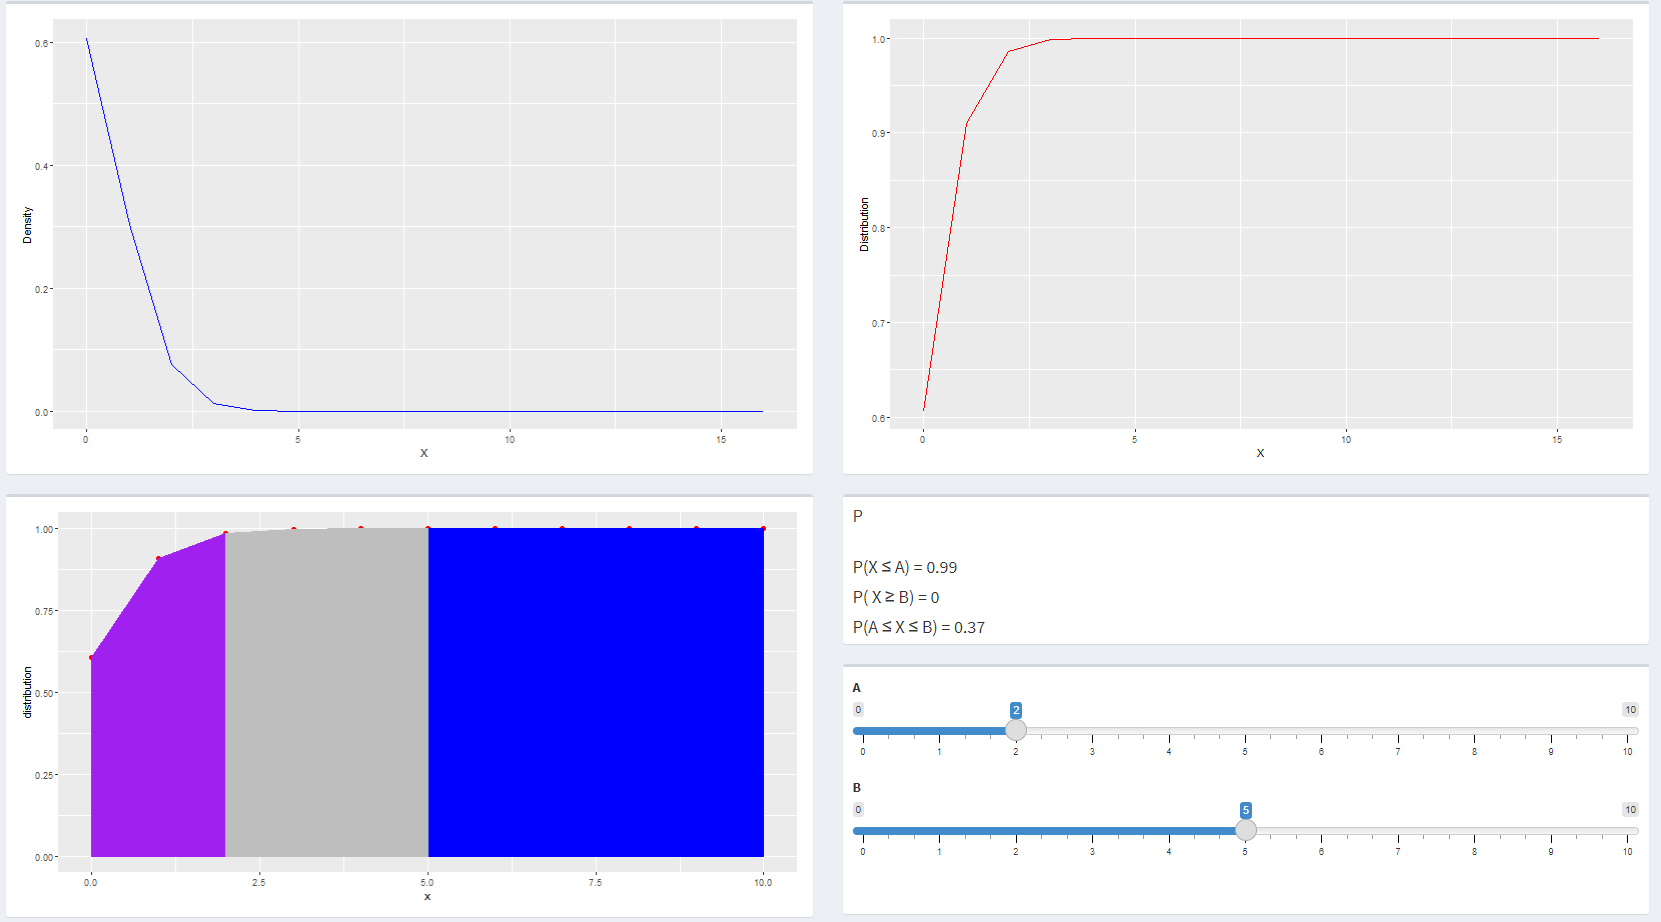 0.6
0.4
0.2
0.0
Density
0
5
10
15
X
1.0
0.9
0.8
0.7
0.6
Distribution
0
5
10
15
X
1.00
0.75
0.50
0.25
0.00
distribution
0.0
2.5
5.0
7.5
10.0
x
P
P(X ≤ A) = 0.99
P( X ≥ B) = 0
P(A ≤ X ≤ B) = 0.37
A
0 2 10
0 1 2 3 4 5 6 7 8 9 10
B
0 5 10
0 1 2 3 4 5 6 7 8 9 10